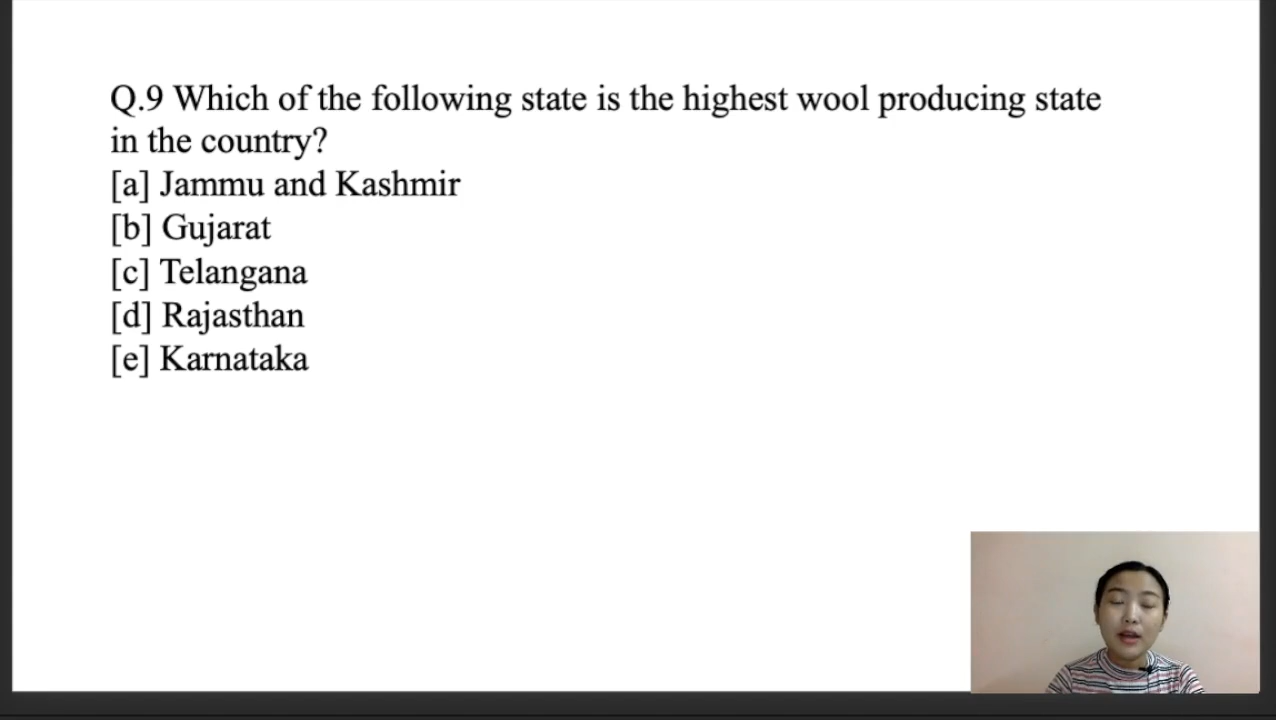 Q.9 Which of the following state is the highest wool producing state
in the country?
[a] Jammu and Kashmir
[b] Gujarat
[c] Telangana
[d] Rajasthan
[e] Karnataka